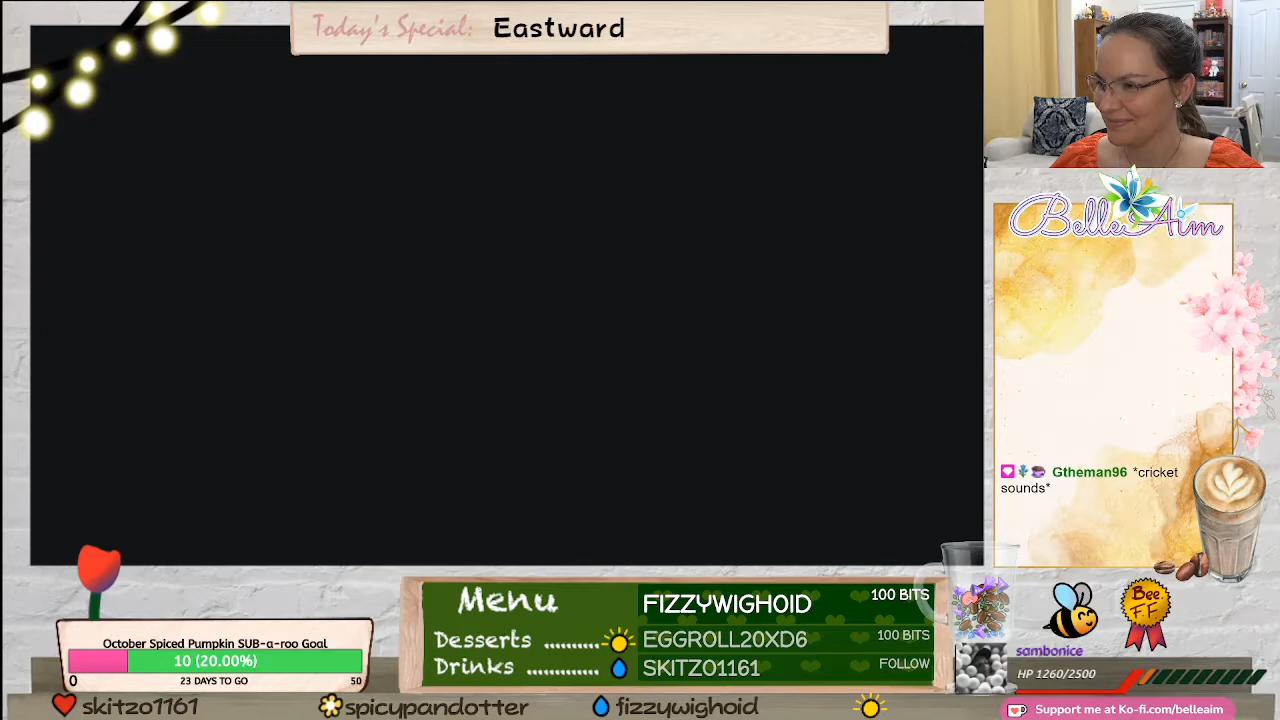 Today's Special: Eastward
BelleAim
Gtheman96 *cricket
sounds*
Menu
Desserts ..........
Drinks .............
FIZZYWIGHOID 100 BITS
EGGROLL20XD6 100 BITS
SKITZO1161 FOLLOW
Bee
F.F.
sambonice
HP 1260/2500
October Spiced Pumpkin SUB-a-roo Goal
10 (20.00%)
0 23 DAYS TO GO 50
skitzo1161 spicypandotter fizzywighoid
Support me at Ko-fi.com/belleaim